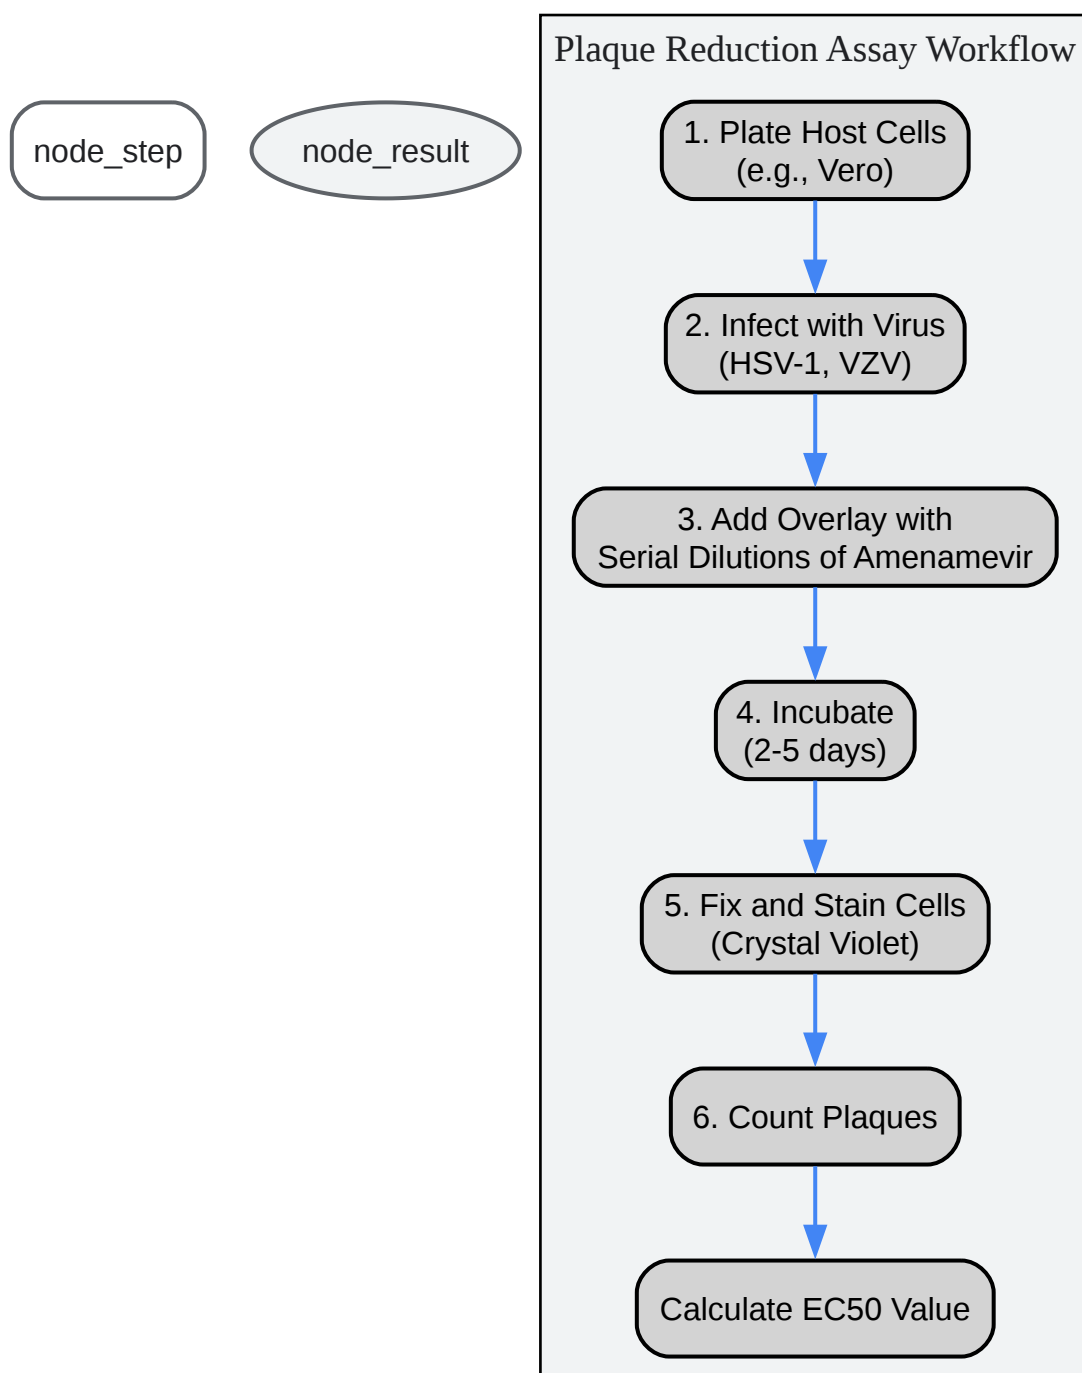 Plaque Reduction Assay Workflow
node_step
node_result
1. Plate Host Cells
(e.g., Vero)
2. Infect with Virus
(HSV-1, VZV)
3. Add Overlay with
Serial Dilutions of Amenamevir
4. Incubate
(2-5 days)
5. Fix and Stain Cells
(Crystal Violet)
6. Count Plaques
Calculate EC50 Value